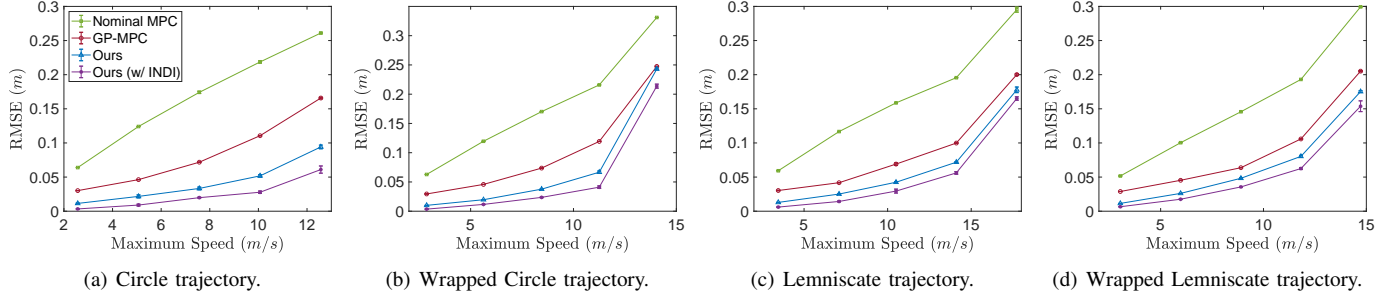 0.3
0.25
0.2
0.15
0.1
0.05
0
RMSE (m)
Nominal MPC
GP-MPC
Ours
Ours (w/ INDI)
2 4 6 8 10 12
Maximum Speed (m/s)
(a) Circle trajectory.
0.35
0.3
0.25
0.2
0.15
0.1
0.05
0
RMSE (m)
5 10 15
Maximum Speed (m/s)
(b) Wrapped Circle trajectory.
0.3
0.25
0.2
0.15
0.1
0.05
0
RMSE (m)
5 10 15
Maximum Speed (m/s)
(c) Lemniscate trajectory.
0.3
0.25
0.2
0.15
0.1
0.05
0
RMSE (m)
5 10 15
Maximum Speed (m/s)
(d) Wrapped Lemniscate trajectory.